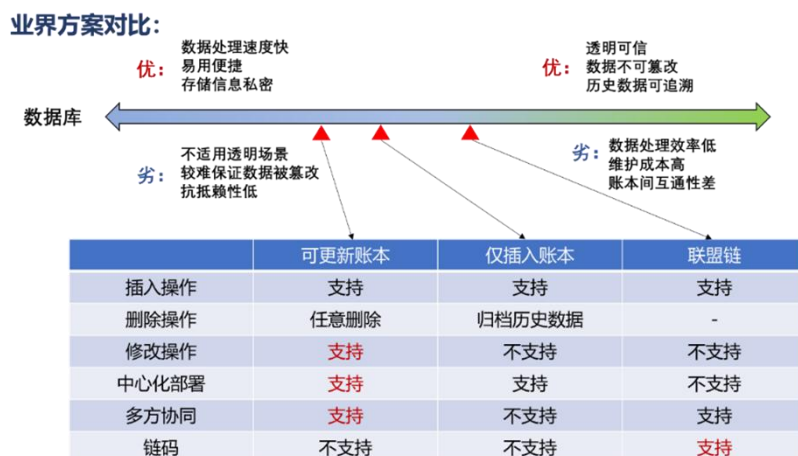 业界方案对比：
优：
数据处理速度快
易用便捷
存储信息私密
优：
透明可信
数据不可篡改
历史数据可追溯
数据库
劣：
不适用透明场景
较难保证数据被篡改
抗抵赖性低
劣：
数据处理效率低
维护成本高
账本间互通性差
可更新账本 仅插入账本 联盟链
插入操作 支持 支持 支持
删除操作 任意删除 归档历史数据 -
修改操作 支持 不支持 不支持
中心化部署 支持 支持 不支持
多方协同 支持 不支持 支持
链码 不支持 不支持 支持